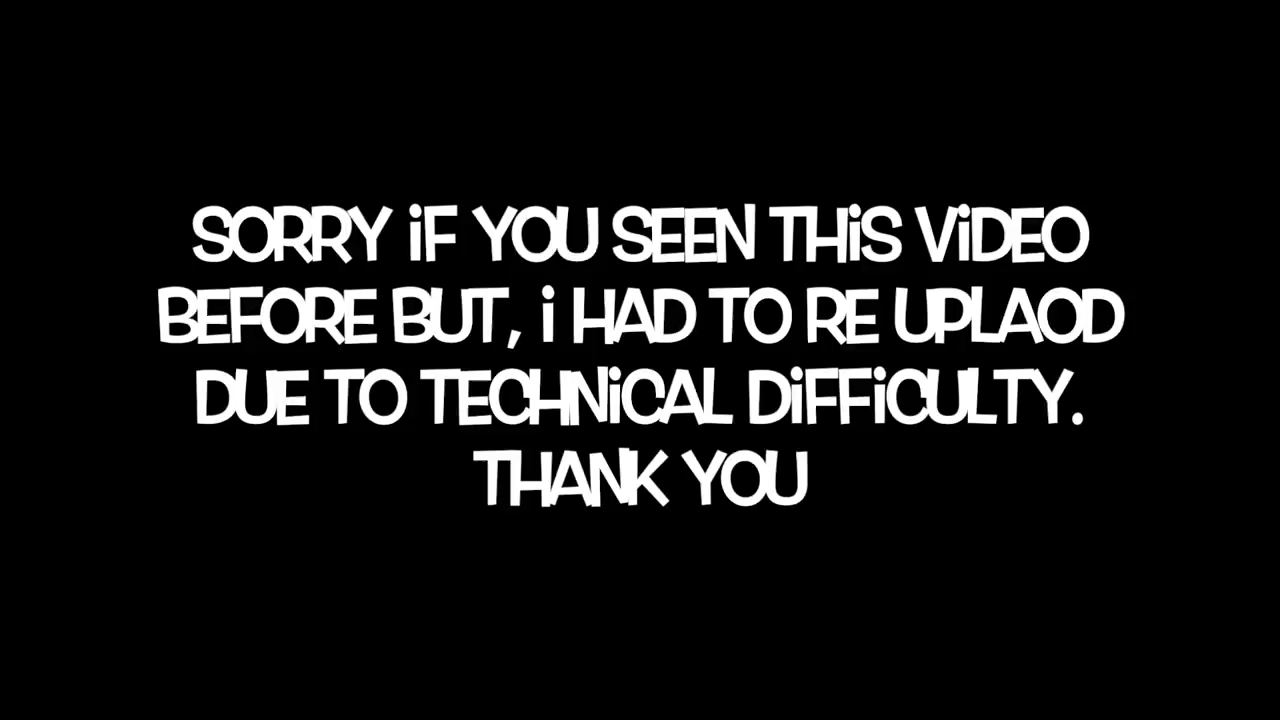 SORRY iF YOU SEEN THiS ViDEO
BEFORE BUT, i HAD TO RE UPLAOD
DUE TO TECHNiCAL DiFFiCULTY.
THANK YOU